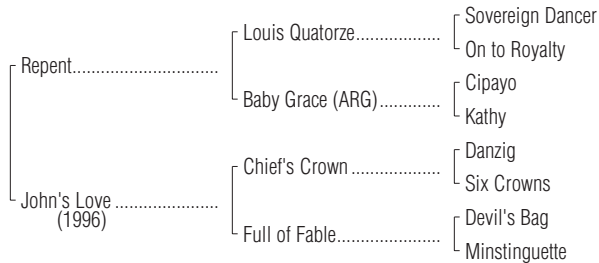 Sovereign Dancer
Louis Quatorze...................
On to Royalty
Repent.................................
Cipayo
Baby Grace (ARG)..............
Kathy
Danzig
Chief's Crown ....................
Six Crowns
John's Love .......................
(1996)
Devil's Bag
Full of Fable.......................
Minstinguette